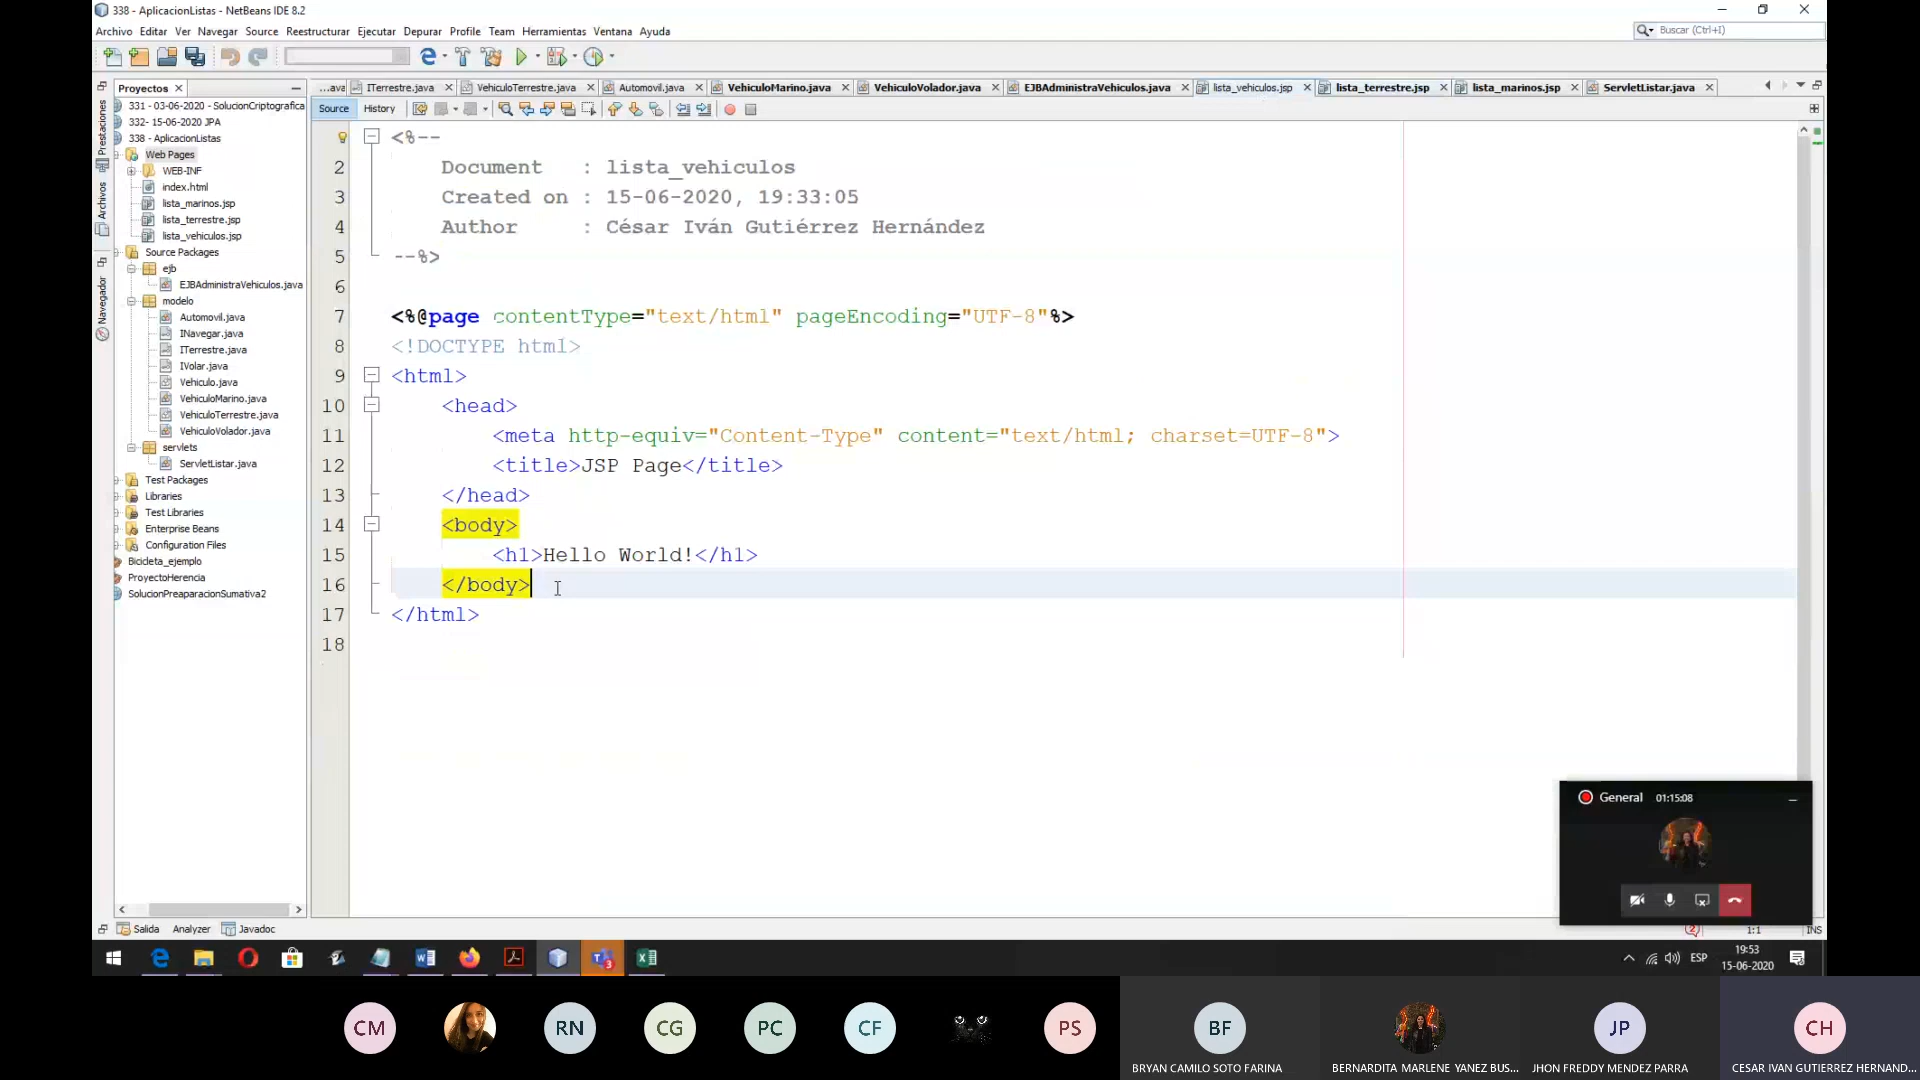 338 - AplicacionListas - NetBeans IDE 8.2
Archivo Editar Ver Navegar Source Reestructurar Ejecutar Depurar Profile Team Herramientas Ventana Ayuda
Buscar (Ctrl+I)
Proyectos
...ava ITerrestre.java VehiculoTerrestre.java Automovil.java VehiculoMarino.java VehiculoVolador.java EJBAdministraVehiculos.java lista_vehiculos.jsp lista_terrestre.jsp lista_marinos.jsp ServletListar.java
Source History
Prestaciones
Archivos
Navegador
331 - 03-06-2020 - SolucionCriptografica
332- 15-06-2020 JPA
338 - AplicacionListas
Web Pages
WEB-INF
index.html
lista_marinos.jsp
lista_terrestre.jsp
lista_vehiculos.jsp
Source Packages
ejb
EJBAdministraVehiculos.java
modelo
Automovil.java
INavegar.java
ITerrestre.java
IVolar.java
Vehiculo.java
VehiculoMarino.java
VehiculoTerrestre.java
VehiculoVolador.java
servlets
ServletListar.java
Test Packages
Libraries
Test Libraries
Enterprise Beans
Configuration Files
Bicicleta_ejemplo
ProyectoHerencia
SolucionPreaparacionSumativa2
<%--
2 Document : lista_vehiculos
3 Created on : 15-06-2020, 19:33:05
4 Author : César Iván Gutiérrez Hernández
5 --%>
6
7 <%@page contentType="text/html" pageEncoding="UTF-8"%>
8 <!DOCTYPE html>
9 <html>
10 <head>
11 <meta http-equiv="Content-Type" content="text/html; charset=UTF-8">
12 <title>JSP Page</title>
13 </head>
14 <body>
15 <h1>Hello World!</h1>
16 </body>
17 </html>
18
General 01:15:08
Salida Analyzer Javadoc
2 1:1 INS
3
ESP
19:53
15-06-2020
CM RN CG PC CF PS BF JP CH
BRYAN CAMILO SOTO FARINA BERNARDITA MARLENE YANEZ BUS... JHON FREDDY MENDEZ PARRA CESAR IVAN GUTIERREZ HERNAND...